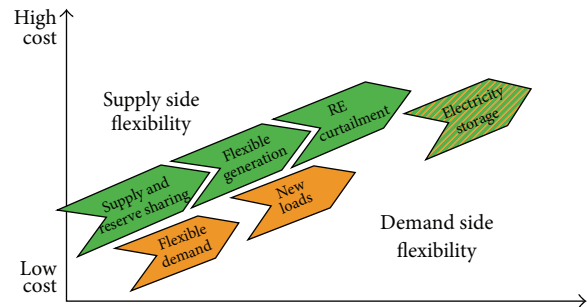 High
cost
Supply side
flexibility
RE
curtailment
Electricity
storage
Flexible
generation
Supply and
reserve sharing
New
loads
Flexible
demand
Demand side
flexibility
Low
cost